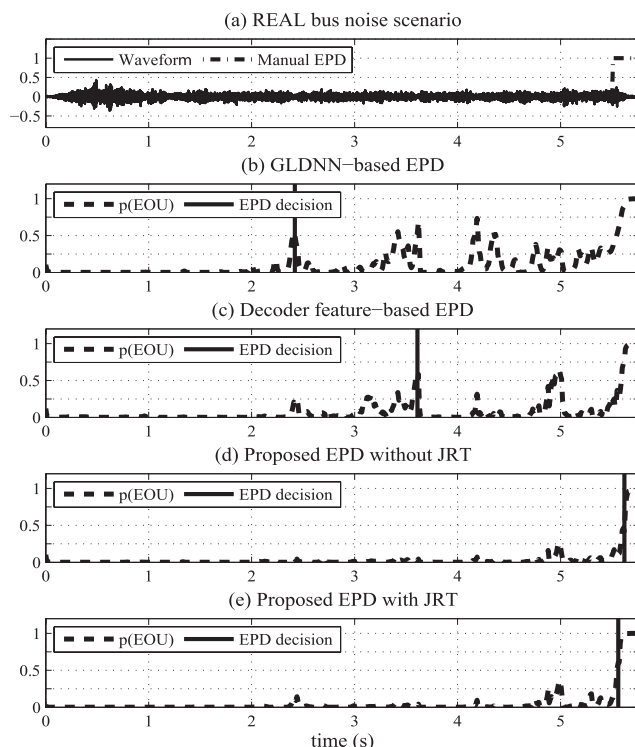 (a) REAL bus noise scenario
Waveform Manual EPD
1
0.5
0
−0.5
0 1 2 3 4 5
(b) GLDNN−based EPD
p(EOU) EPD decision
1
0.5
0
0 1 2 3 4 5
(c) Decoder feature−based EPD
p(EOU) EPD decision
1
0.5
0
0 1 2 3 4 5
(d) Proposed EPD without JRT
p(EOU) EPD decision
1
0.5
0
0 1 2 3 4 5
(e) Proposed EPD with JRT
p(EOU) EPD decision
1
0.5
0
0 1 2 3 4 5
time (s)